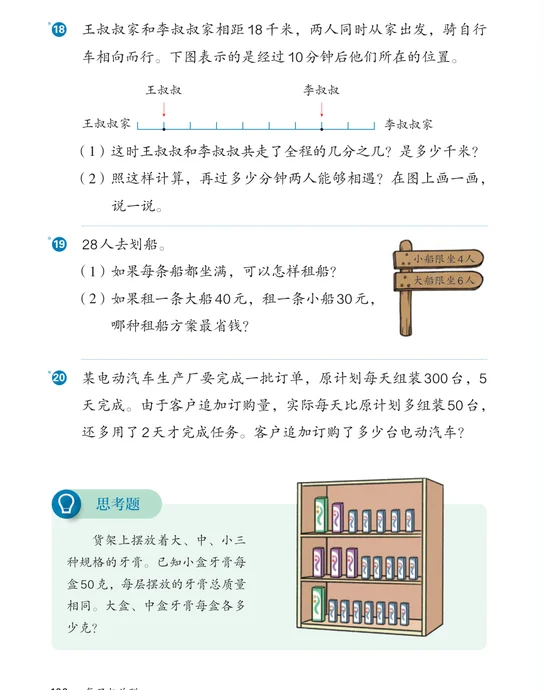 18 王叔叔家和李叔叔家相距18千米，两人同时从家出发，骑自行
车相向而行。下图表示的是经过10分钟后他们所在的位置。
王叔叔 李叔叔
王叔叔家 李叔叔家
（1）这时王叔叔和李叔叔共走了全程的几分之几？是多少千米？
（2）照这样计算，再过多少分钟两人能够相遇？在图上画一画，
说一说。
19 28人去划船。
（1）如果每条船都坐满，可以怎样租船？
小船限坐4人
大船限坐6人
（2）如果租一条大船40元，租一条小船30元，
哪种租船方案最省钱？
20 某电动汽车生产厂要完成一批订单，原计划每天组装300台，5
天完成。由于客户追加订购量，实际每天比原计划多组装50台，
还多用了2天才完成任务。客户追加订购了多少台电动汽车？
思考题
货架上摆放着大、中、小三
种规格的牙膏。已知小盒牙膏每
盒50克，每层摆放的牙膏总质量
相同。大盒、中盒牙膏每盒各多
少克？